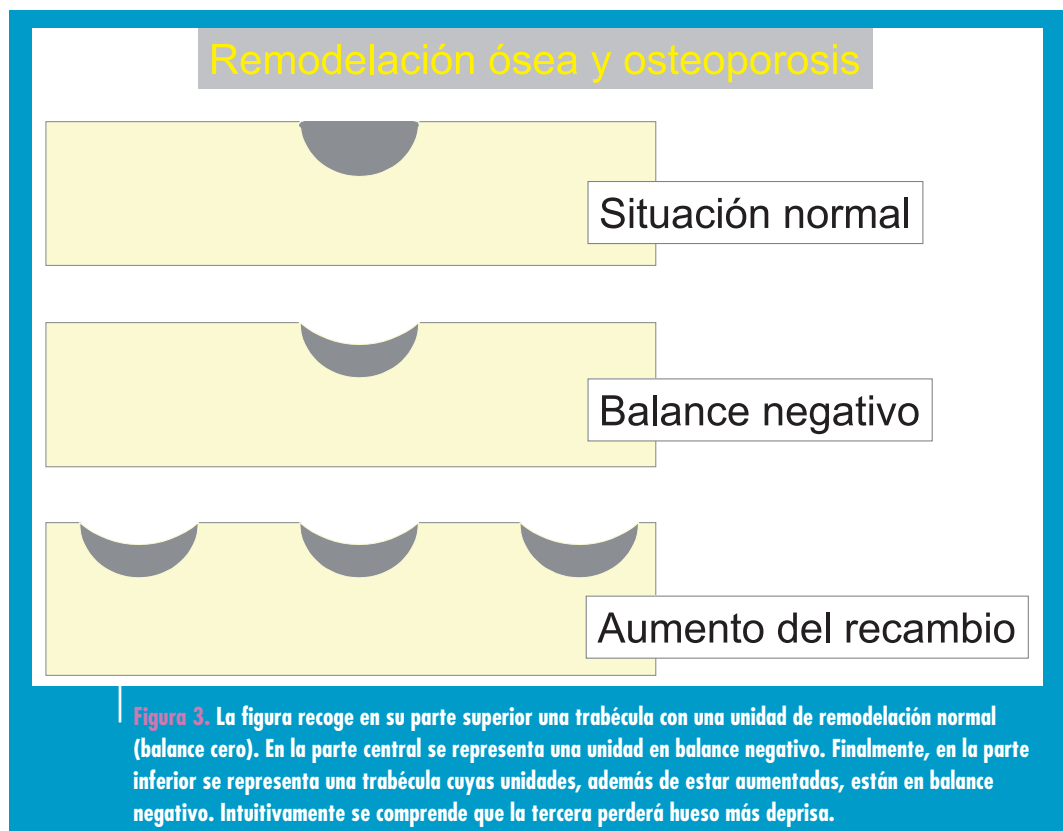 Remodelación ósea y osteoporosis
Situación normal
Balance negativo
Aumento del recambio
Figura 3. La figura recoge en su parte superior una trabécula con una unidad de remodelación normal
(balance cero). En la parte central se representa una unidad en balance negativo. Finalmente, en la parte
inferior se representa una trabécula cuyas unidades, además de estar aumentadas, están en balance
negativo. Intuitivamente se comprende que la tercera perderá hueso más deprisa.